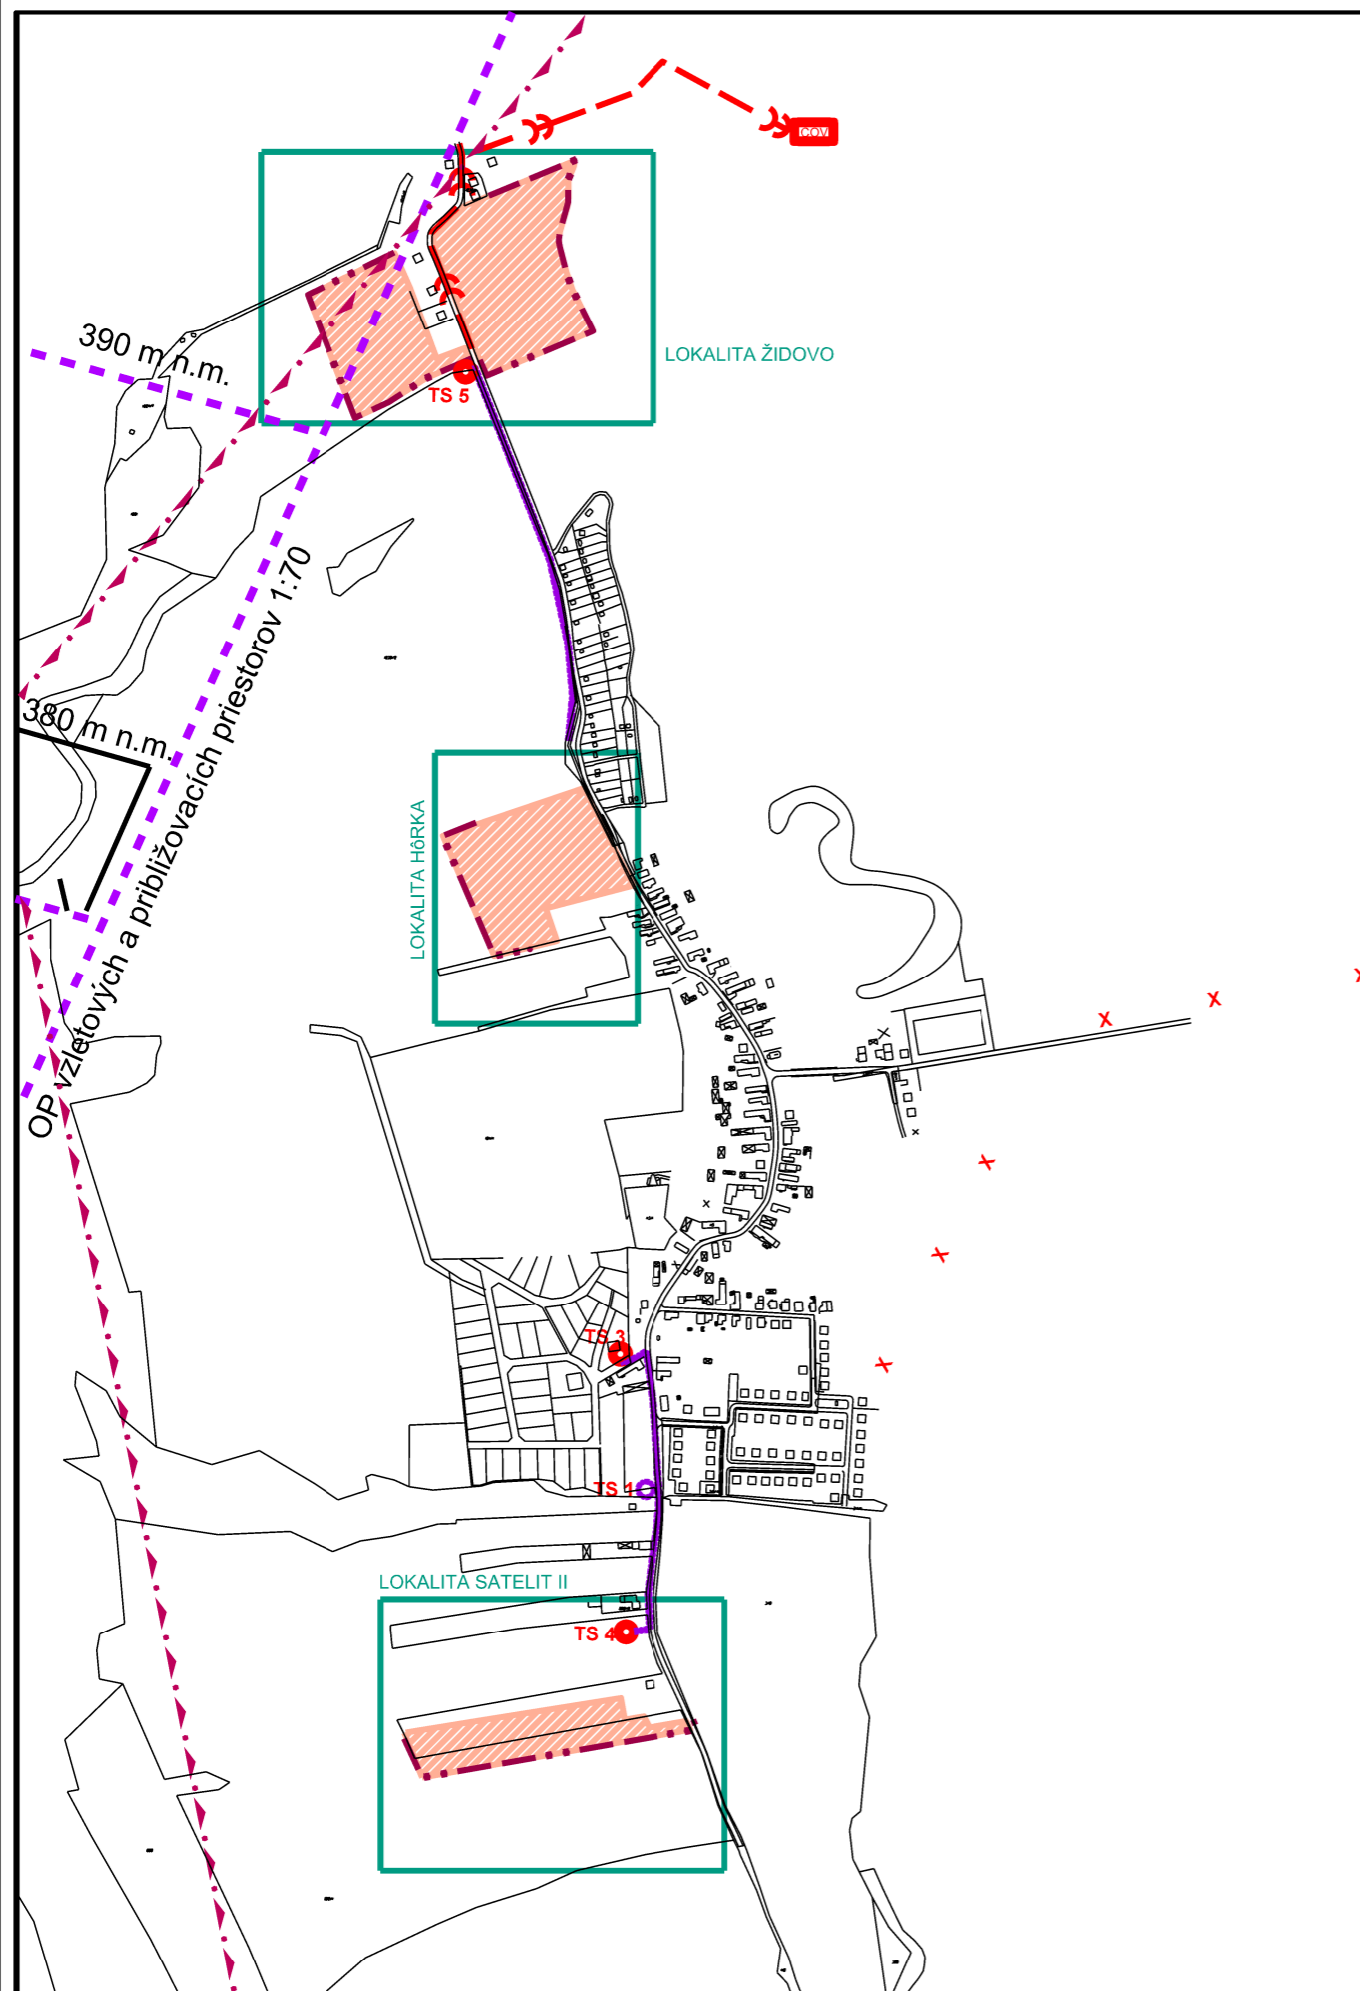 COV
LOKALITA ŽIDOVO
390 m n.m.
TS 5
OP vzletových a približovacích priestorov 1:70
380 m n.m.
LOKALITA HôRKA
x
x
x
x
x
x
TS 3
TS 1
LOKALITA SATELIT II
TS 4